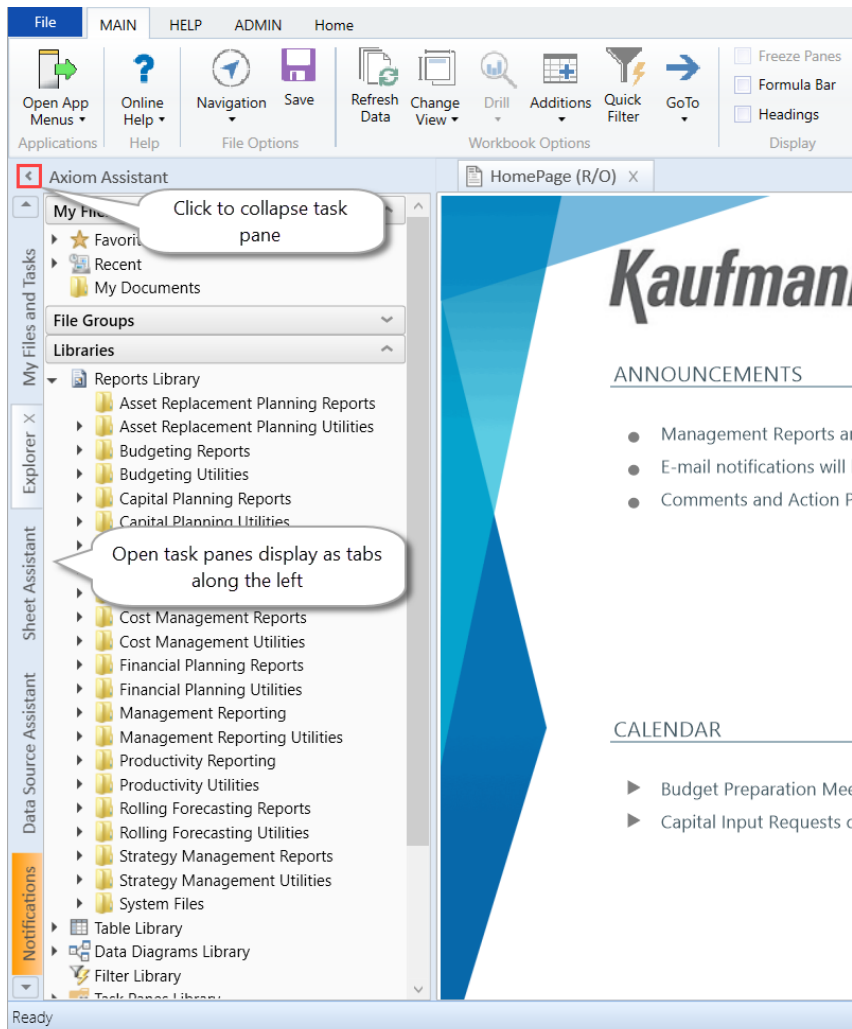 File MAIN HELP ADMIN Home
Open App Menus
Online Help
Navigation
Save
Refresh Data
Change View
Drill
Additions
Quick Filter
GoTo
Freeze Panes
Formula Bar
Headings
Applications Help File Options Workbook Options Display
Axiom Assistant
HomePage (R/O) X
Click to collapse task
pane
My Files and Tasks
Explorer X
Sheet Assistant
Data Source Assistant
Notifications
My
Recent
My Documents
File Groups
Libraries
Reports Library
Asset Replacement Planning Reports
Asset Replacement Planning Utilities
Budgeting Reports
Budgeting Utilities
Capital Planning Reports
Capital Planning Utilities
Open task panes display as tabs
along the left
Cost Management Reports
Cost Management Utilities
Financial Planning Reports
Financial Planning Utilities
Management Reporting
Management Reporting Utilities
Productivity Reporting
Productivity Utilities
Rolling Forecasting Reports
Rolling Forecasting Utilities
Strategy Management Reports
Strategy Management Utilities
System Files
Table Library
Data Diagrams Library
Filter Library
Task Panes Library
ANNOUNCEMENTS
Management Reports
E-mail notifications will
Comments and Action
CALENDAR
Budget Preparation
Capital Input Requests
Ready